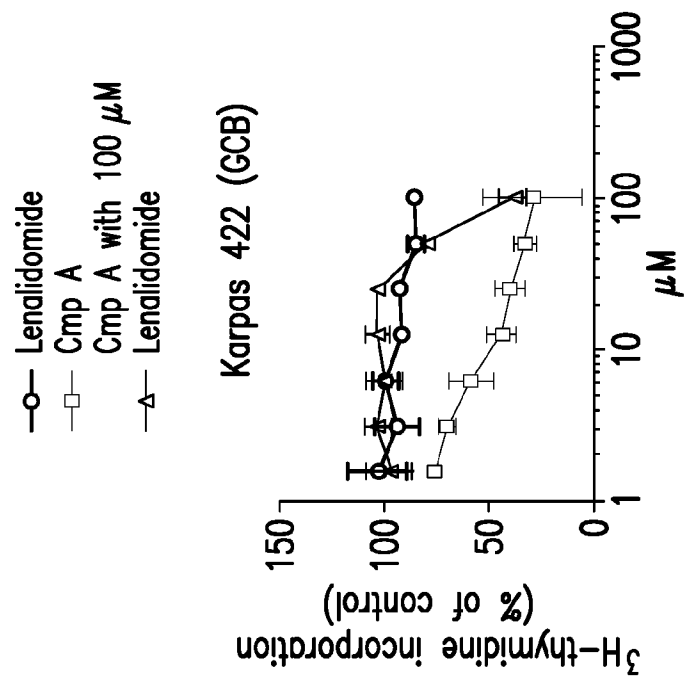 Lenalidomide
Cmp A
Cmp A with 100 μM
Lenalidomide
Karpas 422 (GCB)
³H-thymidine incorporation
(% of control)
150
100
50
0
1
10
100
1000
μM